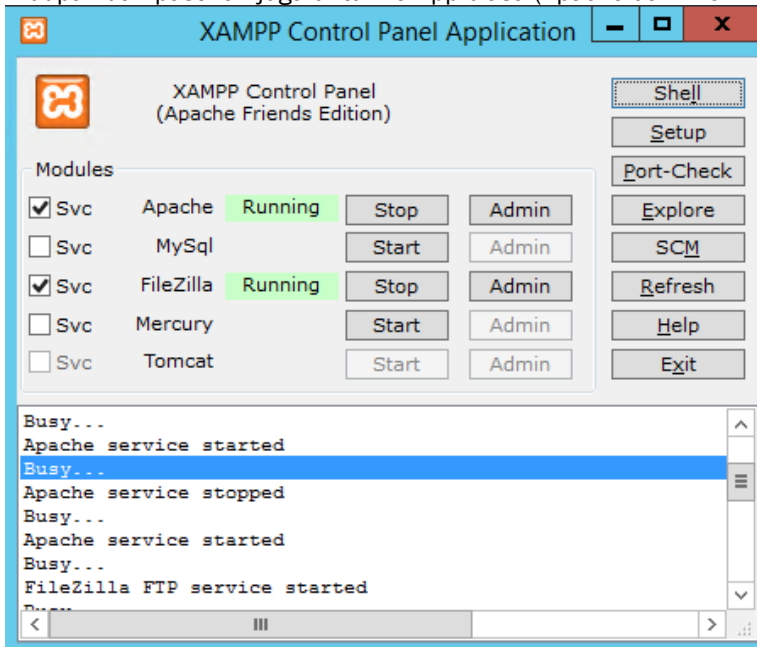 XAMPP Control Panel Application
XAMPP Control Panel
(Apache Friends Edition)
Shell
Setup
Port-Check
Modules
Svc Apache Running Stop Admin Explore
Svc MySql Start Admin SCM
Svc FileZilla Running Stop Admin Refresh
Svc Mercury Start Admin Help
Svc Tomcat Start Admin Exit
Busy...
Apache service started
Busy...
Apache service stopped
Busy...
Apache service started
Busy...
FileZilla FTP service started